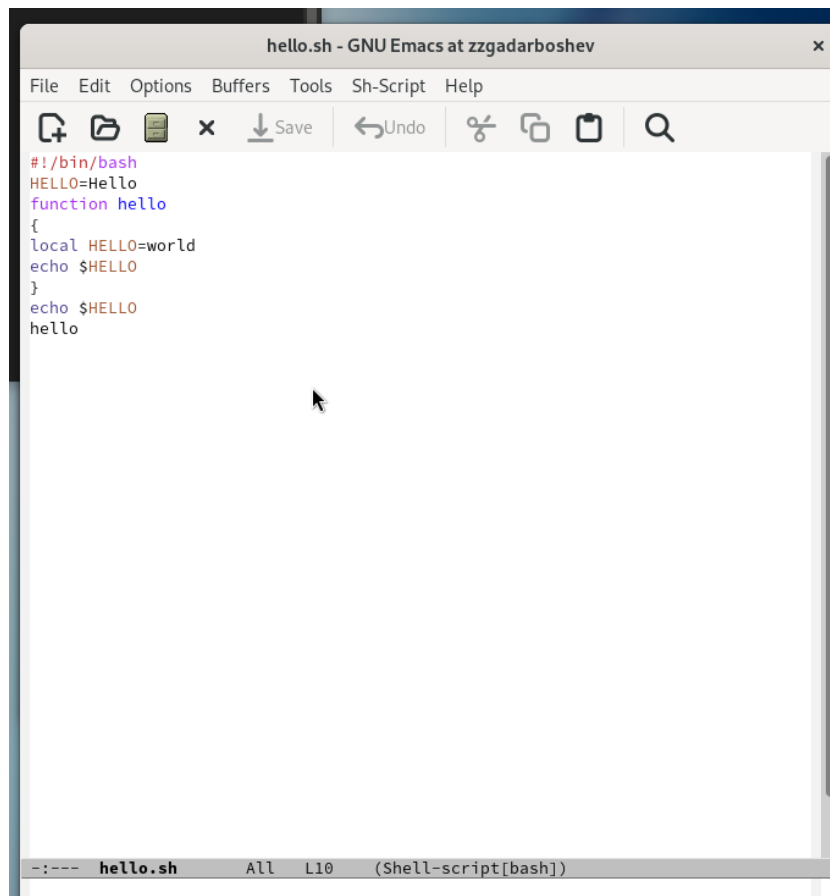 hello.sh - GNU Emacs at zzgadarboshev ×
File Edit Options Buffers Tools Sh-Script Help
Save Undo
#!/bin/bash
HELLO=Hello
function hello
{
local HELLO=world
echo $HELLO
}
echo $HELLO
hello
-:--- hello.sh All L10 (Shell-script[bash])